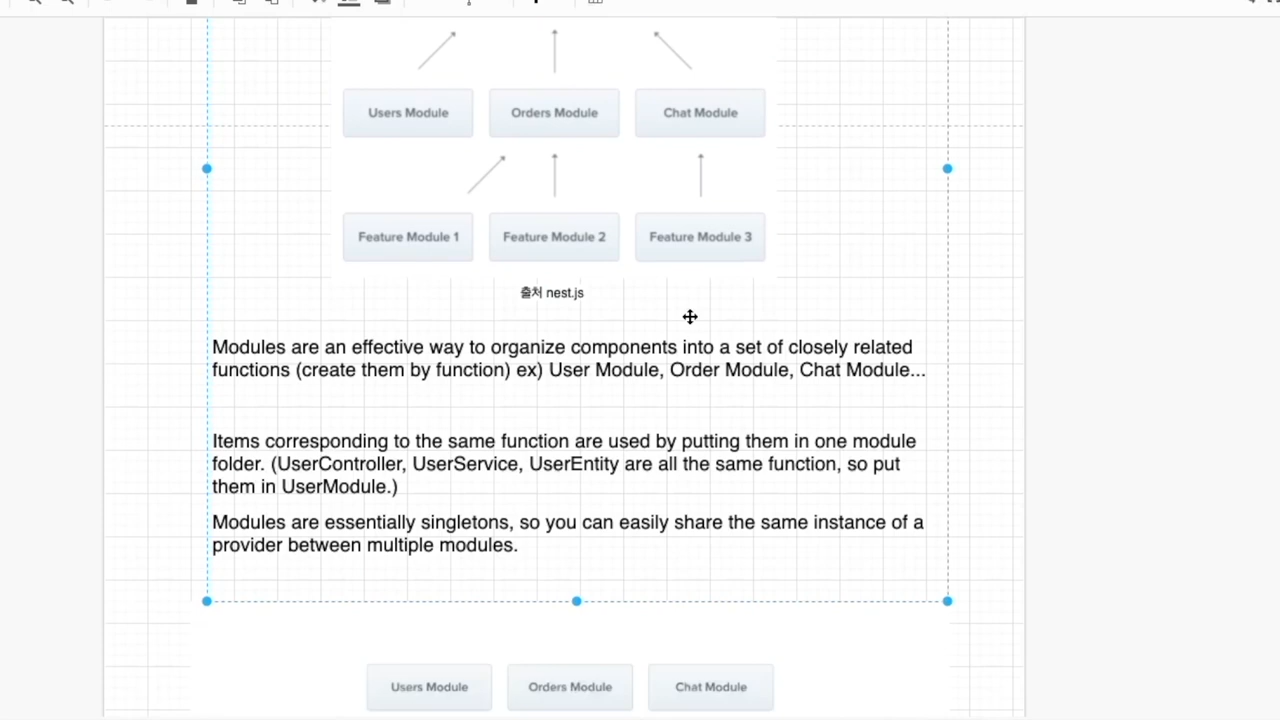 Users Module
Orders Module
Chat Module
Feature Module 1
Feature Module 2
Feature Module 3
출처 nest.js
Modules are an effective way to organize components into a set of closely related
functions (create them by function) ex) User Module, Order Module, Chat Module...
Items corresponding to the same function are used by putting them in one module
folder. (UserController, UserService, UserEntity are all the same function, so put
them in UserModule.)
Modules are essentially singletons, so you can easily share the same instance of a
provider between multiple modules.
Users Module
Orders Module
Chat Module